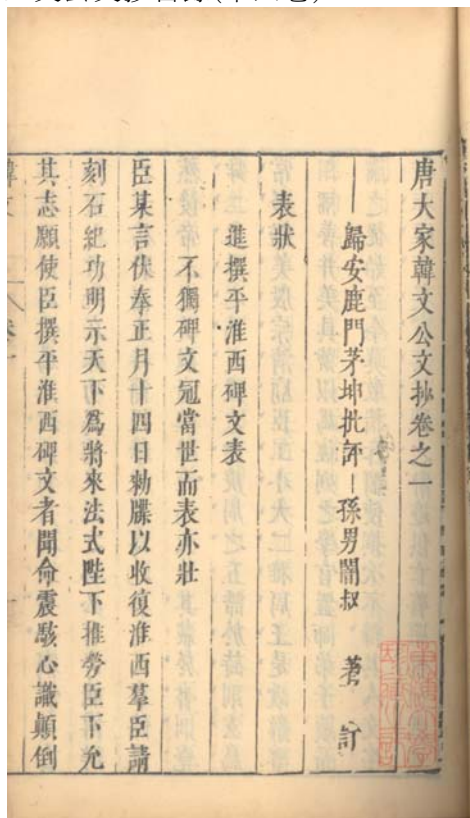 唐大家韓文公文抄卷之一
歸安鹿門茅坤批評 孫男闇叔 著 訂
表狀
進撰平淮西碑文表
不獨碑文冠當世而表亦壯
臣某言伏奉正月十四日勅牒以收復淮西羣臣請
刻石紀功明示天下爲將來法式陛下推勞臣下允
其志願使臣撰平淮西碑文者聞命震駭心識顛倒